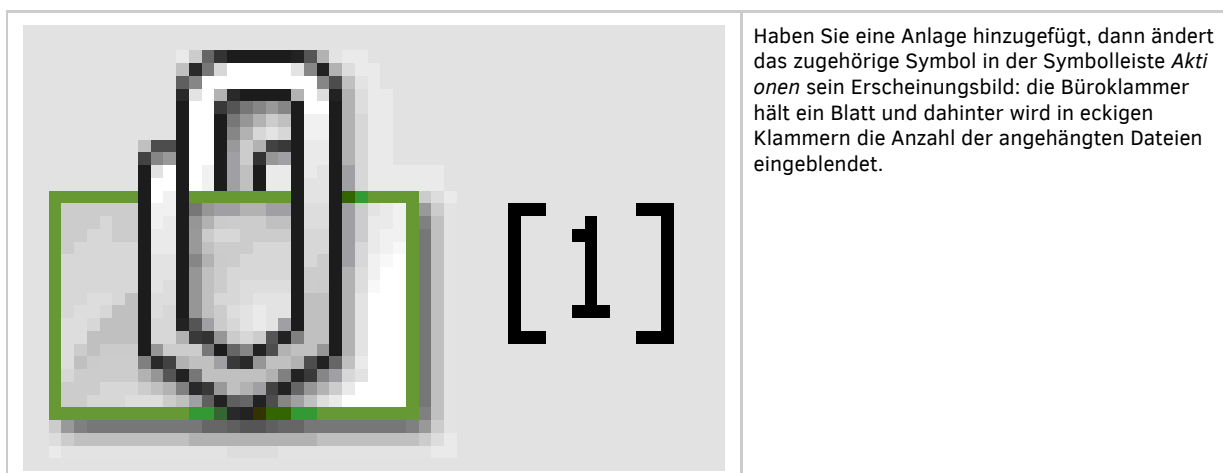 [1]
Haben Sie eine Anlage hinzugefügt, dann ändert
das zugehörige Symbol in der Symbolleiste Akti
onen sein Erscheinungsbild: die Büroklammer
hält ein Blatt und dahinter wird in eckigen
Klammern die Anzahl der angehängten Dateien
eingeblendet.